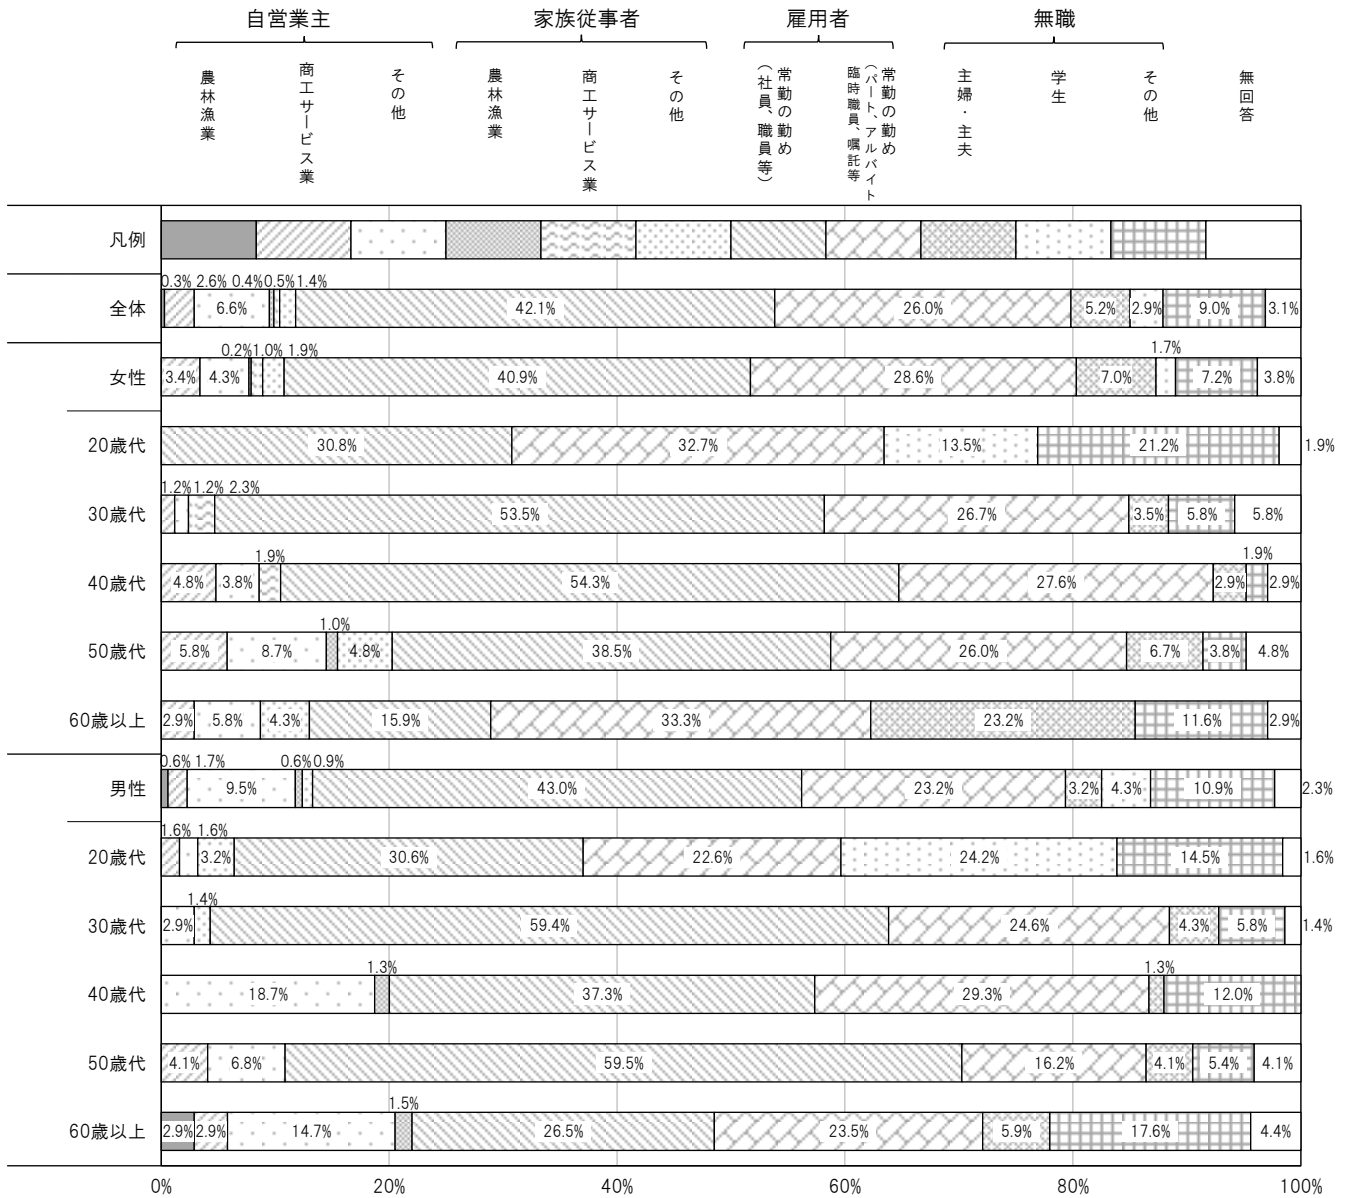 自営業主 家族従事者 雇用者 無職
農林漁業
商工サービス業
その他
農林漁業
商工サービス業
その他
常勤の勤め
（社員、職員等）
常勤の勤め
（パート、アルバイト
臨時職員、嘱託等
主婦・主夫
学生
その他
無回答
凡例
0.3% 2.6% 0.4% 0.5% 1.4%
全体 6.6% 42.1% 26.0% 5.2% 2.9% 9.0% 3.1%
0.2% 1.0% 1.9% 1.7%
女性 3.4% 4.3% 40.9% 28.6% 7.0% 7.2% 3.8%
20歳代 30.8% 32.7% 13.5% 21.2% 1.9%
1.2% 1.2% 2.3%
30歳代 53.5% 26.7% 3.5% 5.8% 5.8%
1.9% 1.9%
40歳代 4.8% 3.8% 54.3% 27.6% 2.9% 2.9%
1.0%
50歳代 5.8% 8.7% 4.8% 38.5% 26.0% 6.7% 3.8% 4.8%
60歳以上 2.9% 5.8% 4.3% 15.9% 33.3% 23.2% 11.6% 2.9%
0.6% 1.7% 0.6% 0.9%
男性 9.5% 43.0% 23.2% 3.2% 4.3% 10.9% 2.3%
1.6% 1.6%
20歳代 3.2% 30.6% 22.6% 24.2% 14.5% 1.6%
1.4%
30歳代 2.9% 59.4% 24.6% 4.3% 5.8% 1.4%
1.3% 1.3%
40歳代 18.7% 37.3% 29.3% 12.0%
50歳代 4.1% 6.8% 59.5% 16.2% 4.1% 5.4% 4.1%
1.5%
60歳以上 2.9% 2.9% 14.7% 26.5% 23.5% 5.9% 17.6% 4.4%
0% 20% 40% 60% 80% 100%